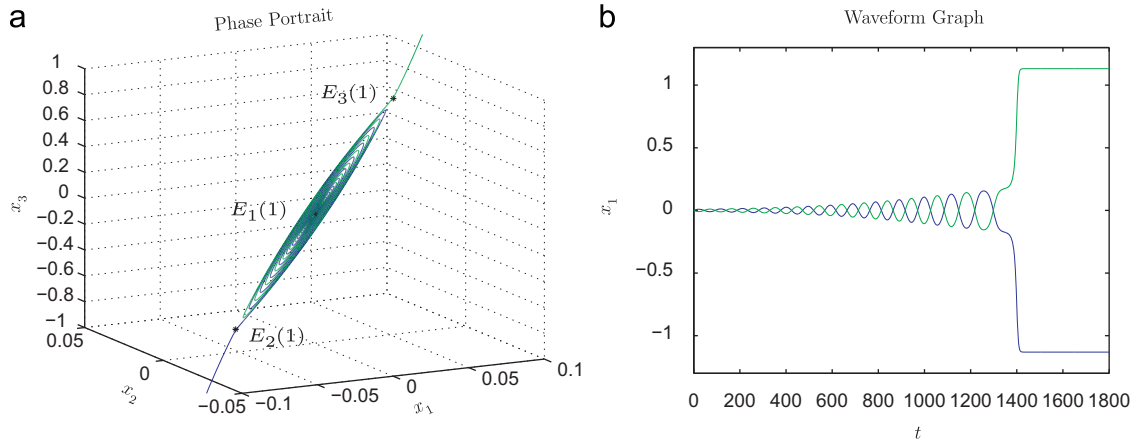 a
Phase Portrait
1
0.8
0.6
0.4
0.2
0
−0.2
−0.4
−0.6
−0.8
−1
x₃
E₃(1)
E₁(1)
E₂(1)
0.05
0
−0.05
x₂
−0.1
−0.05
0
0.05
0.1
x₁
b
Waveform Graph
1
0.5
0
−0.5
−1
x₁
0 200 400 600 800 1000 1200 1400 1600 1800
t